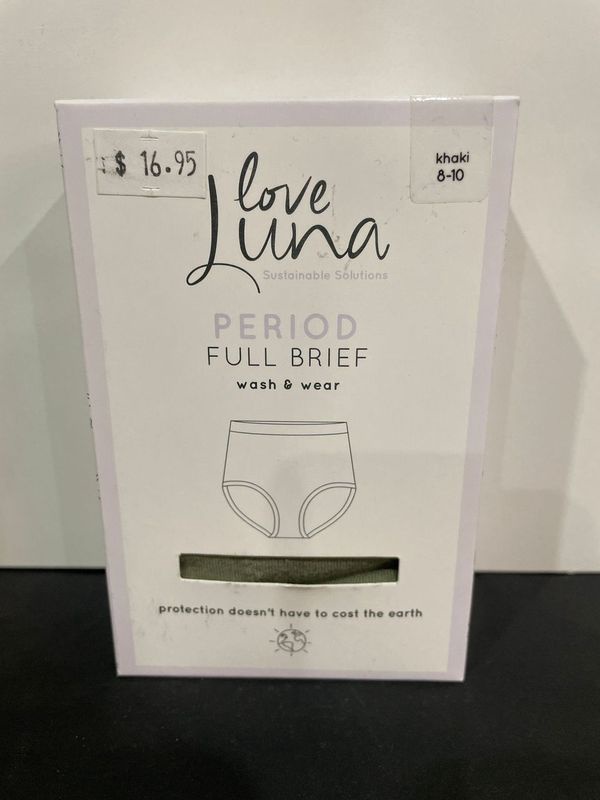 $ 16.95
khaki
8-10
love
Luna
Sustainable Solutions
PERIOD
FULL BRIEF
wash & wear
protection doesn't have to cost the earth